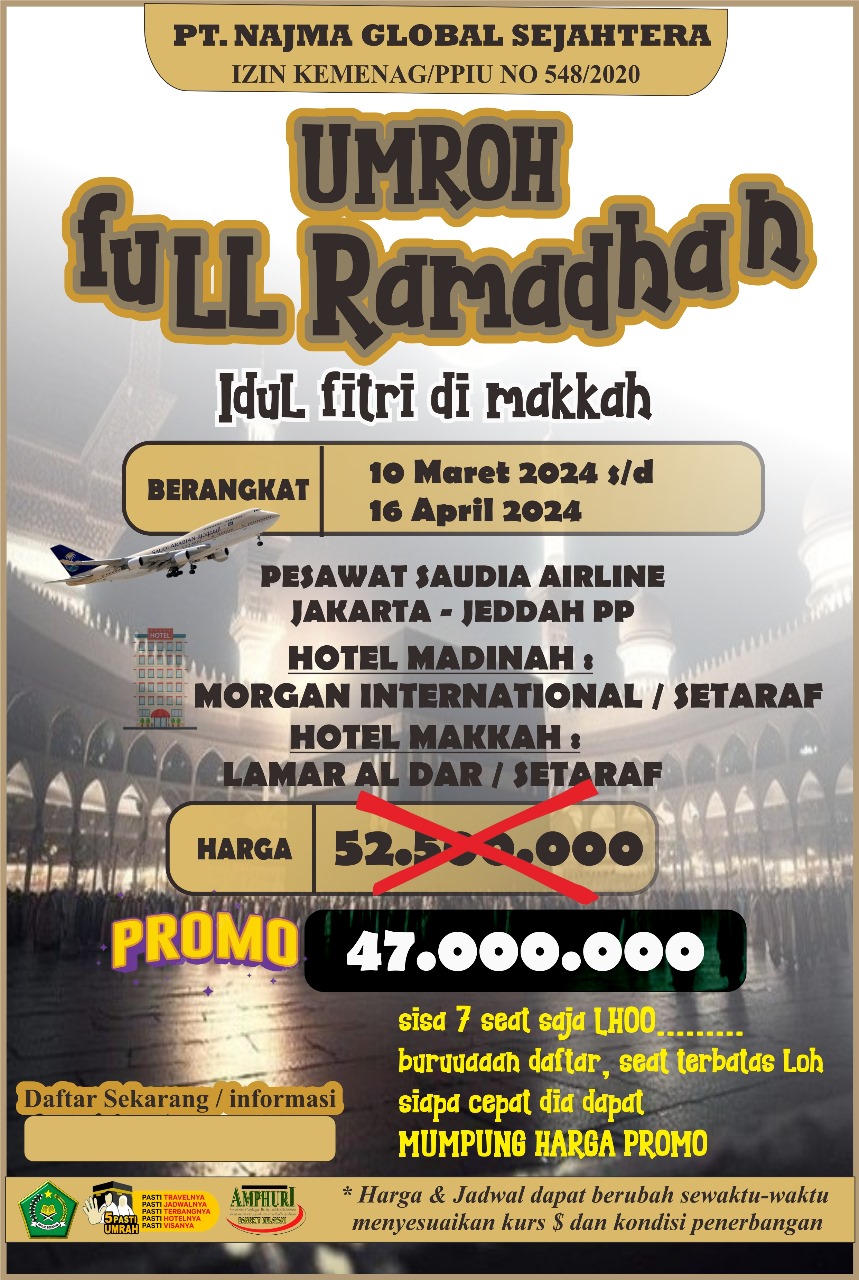 PT. NAJMA GLOBAL SEJAHTERA
IZIN KEMENAG/PPIU NO 548/2020
UMROH
fuLL Ramadhan
IduL fitri di makkah
BERANGKAT
10 Maret 2024 s/d
16 April 2024
PESAWAT SAUDIA AIRLINE
JAKARTA - JEDDAH PP
HOTEL
HOTEL MADINAH :
MORGAN INTERNATIONAL / SETARAF
HOTEL MAKKAH :
LAMAR AL DAR / SETARAF
HARGA
52.500.000
PROMO
47.000.000
sisa 7 seat saja LHOO.........
buruuaaan daftar, seat terbatas Loh
siapa cepat dia dapat
MUMPUNG HARGA PROMO
Daftar Sekarang / informasi
5 PASTI
UMRAH
PASTI TRAVELNYA
PASTI JADWALNYA
PASTI TERBANGNYA
PASTI HOTELNYA
PASTI VISANYA
AMPHURI
* Harga & Jadwal dapat berubah sewaktu-waktu
menyesuaikan kurs $ dan kondisi penerbangan